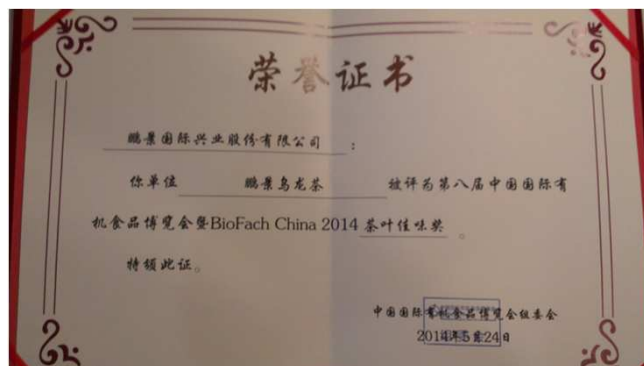 荣誉证书
鹏景国际兴业股份有限公司：
你单位 鹏景乌龙茶 被评为第八届中国国际有
机食品博览会暨BioFach China 2014 茶叶佳味奖 。
特颁此证。
中国国际有机食品博览会组委会
2014年5月24日